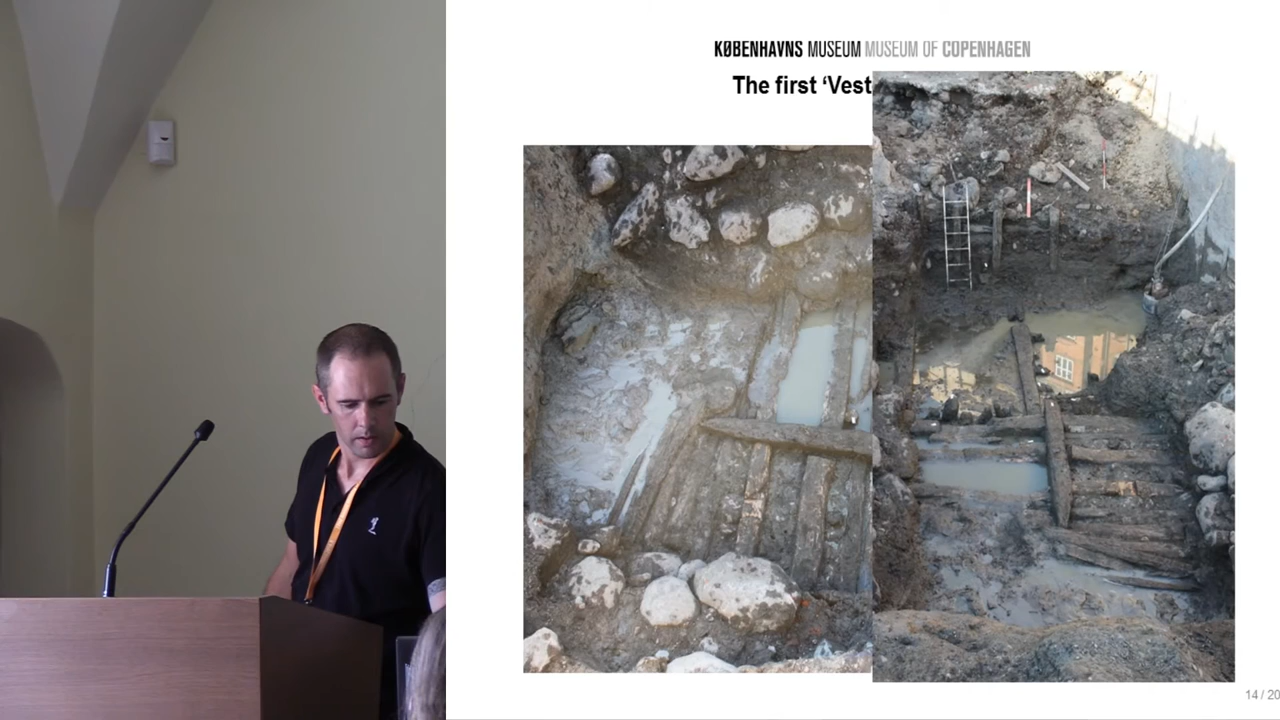 KØBENHAVNS MUSEUM MUSEUM OF COPENHAGEN
The first ‘Vest
14 / 20